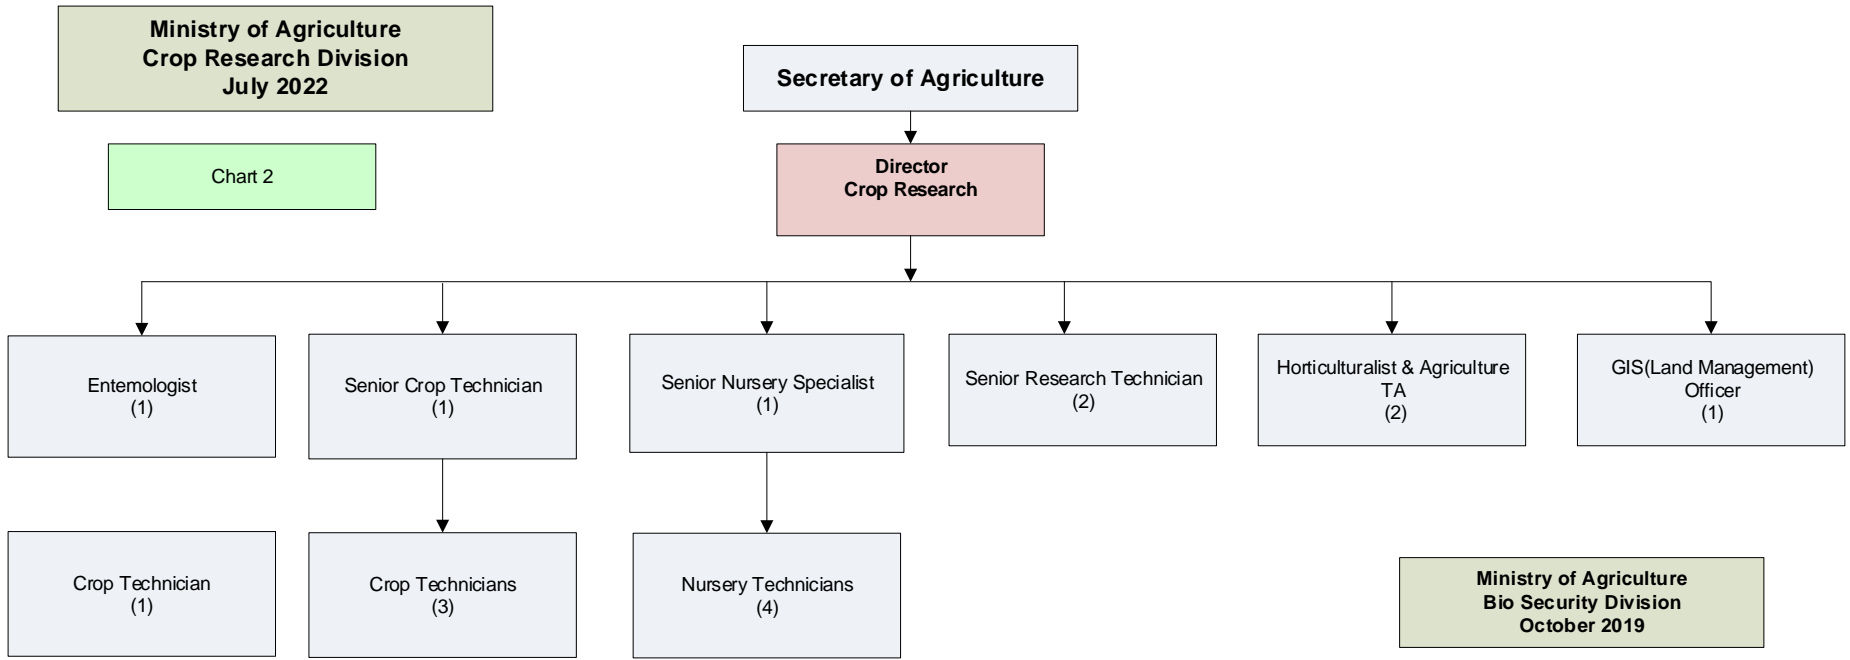 Ministry of Agriculture
Crop Research Division
July 2022
Secretary of Agriculture
Chart 2
Director
Crop Research
Entemologist
(1)
Senior Crop Technician
(1)
Senior Nursery Specialist
(1)
Senior Research Technician
(2)
Horticulturalist & Agriculture
TA
(2)
GIS(Land Management)
Officer
(1)
Crop Technician
(1)
Crop Technicians
(3)
Nursery Technicians
(4)
Ministry of Agriculture
Bio Security Division
October 2019